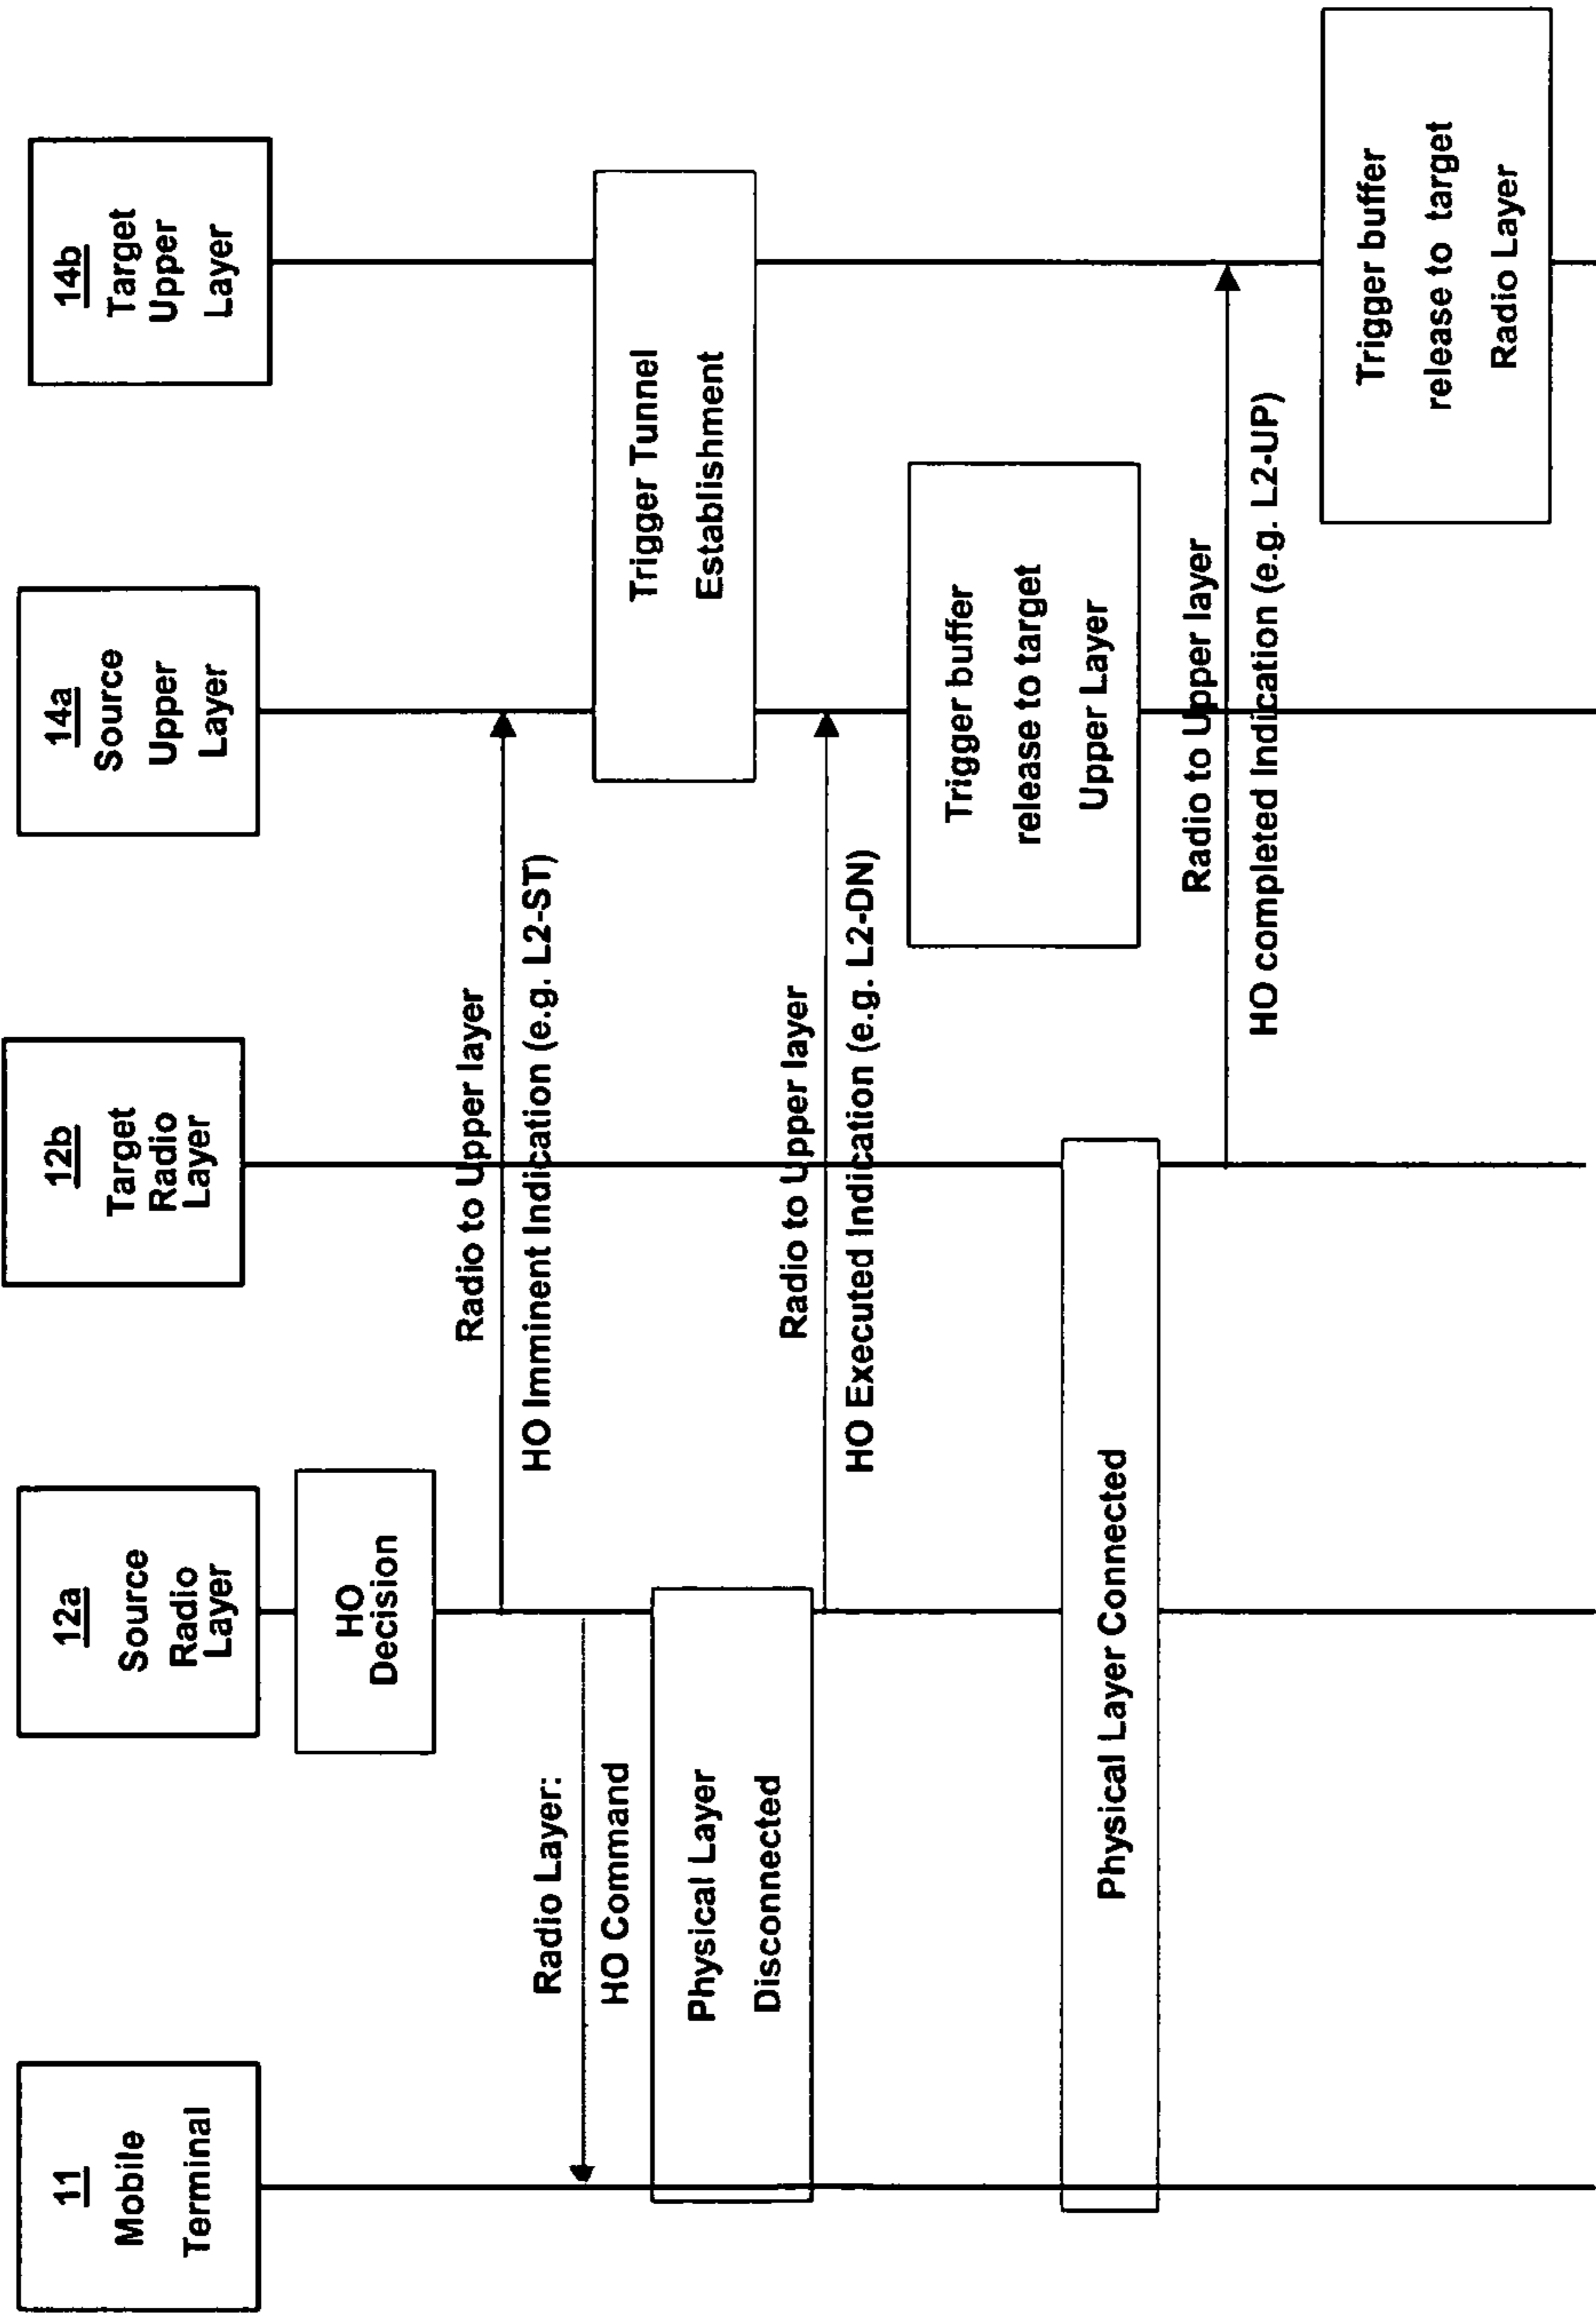 11
Mobile
Terminal
12a
Source
Radio
Layer
12b
Target
Radio
Layer
14a
Source
Upper
Layer
14b
Target
Upper
Layer
HO
Decision
Radio to Upper layer
HO Imminent Indication (e.g. L2-ST)
Radio Layer:
HO Command
Trigger Tunnel
Establishment
Physical Layer
Disconnected
Radio to Upper layer
HO Executed Indication (e.g. L2-DN)
Trigger buffer
release to target
Upper Layer
Physical Layer Connected
Radio to Upper layer
HO completed Indication (e.g. L2-UP)
Trigger buffer
release to target
Radio Layer